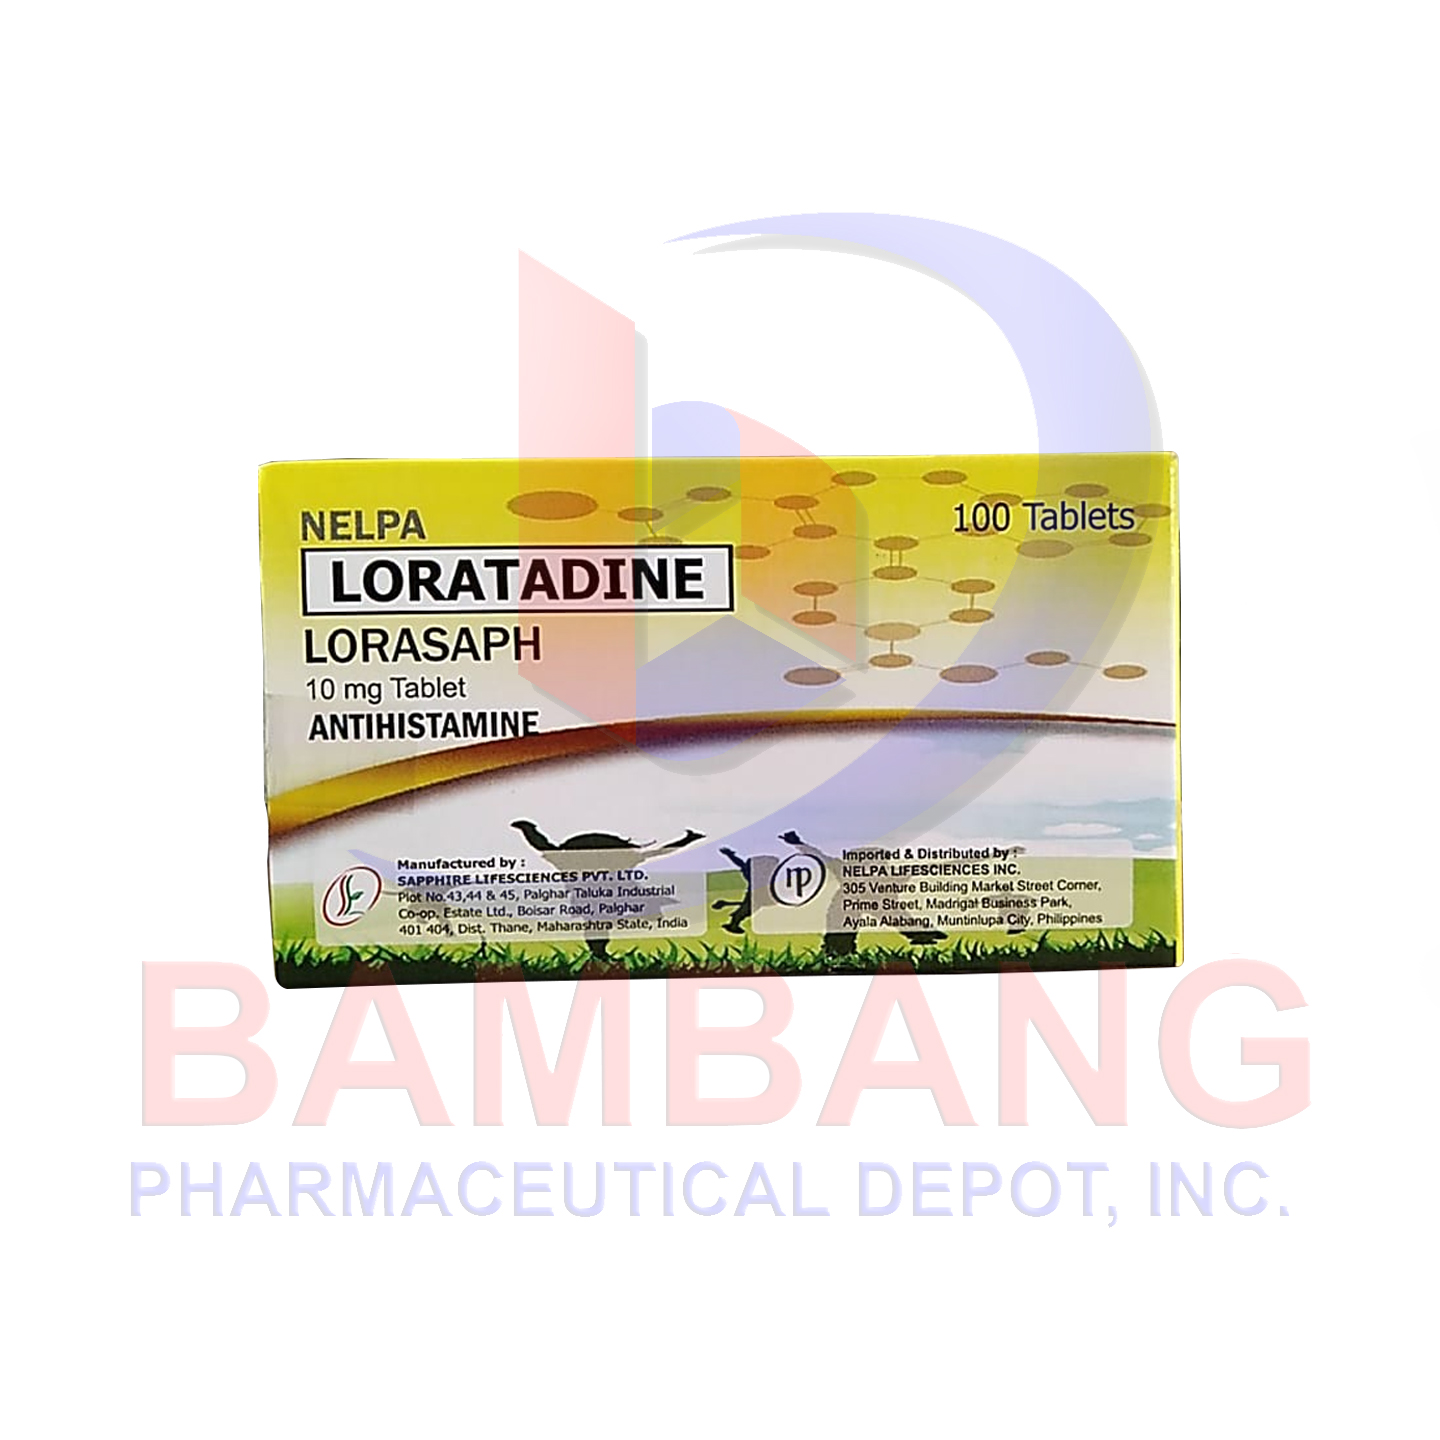 NELPA
100 Tablets
LORATADINE
LORASAPH
10 mg Tablet
ANTIHISTAMINE
Manufactured by :
SAPPHIRE LIFESCIENCES PVT. LTD.
Plot No.43,44 & 45, Palghar Taluka Industrial
Co-op. Estate Ltd., Boisar Road, Palghar
401 404, Dist. Thane, Maharashtra State, India
np
Imported & Distributed by :
NELPA LIFESCIENCES INC.
305 Venture Building Market Street Corner,
Prime Street, Madrigal Business Park,
Ayala Alabang, Muntinlupa City, Philippines
BAMBANG
PHARMACEUTICAL DEPOT, INC.